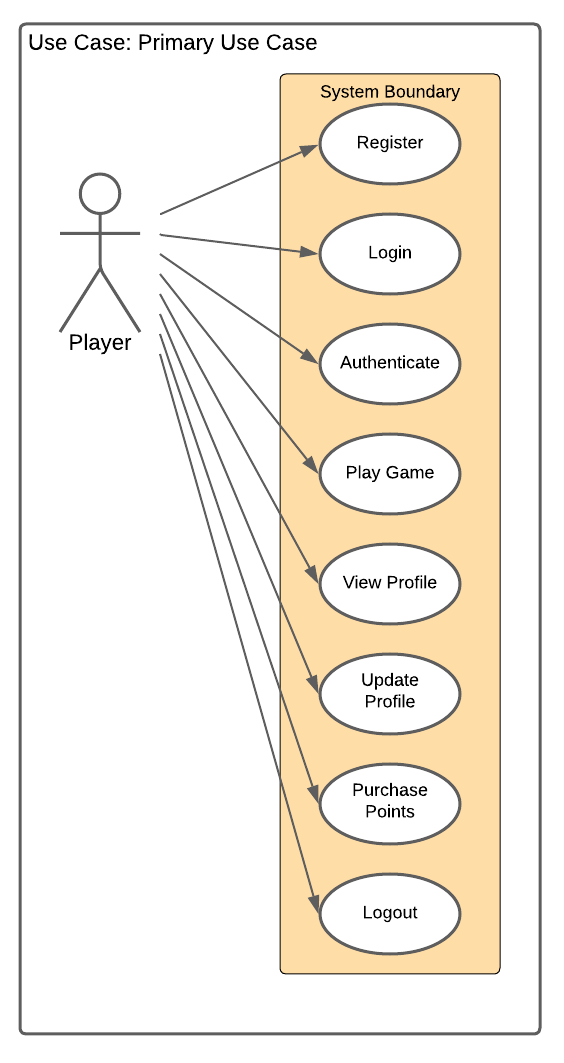 Use Case: Primary Use Case
System Boundary
Register
Login
Authenticate
Play Game
View Profile
Update
Profile
Purchase
Points
Logout
Player